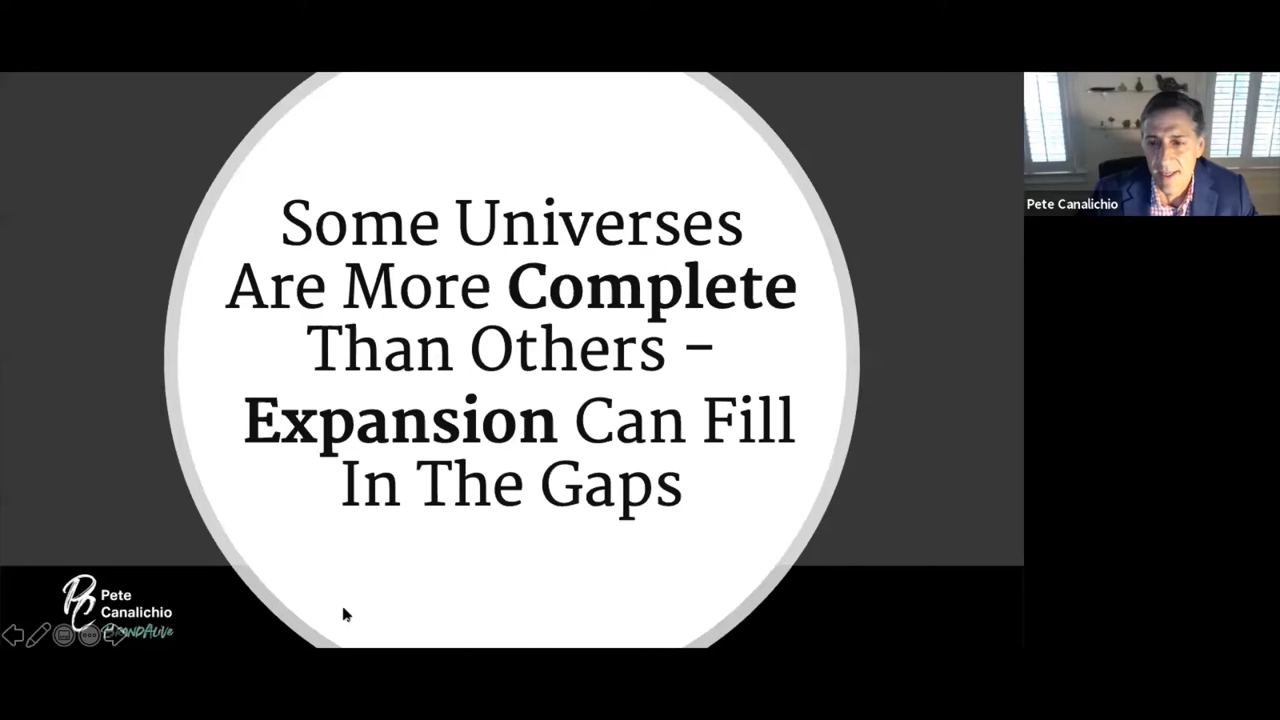 Some Universes
Are More Complete
Than Others -
Expansion Can Fill
In The Gaps
Pete Canalichio
Pete
Canalichio
BrandAlive